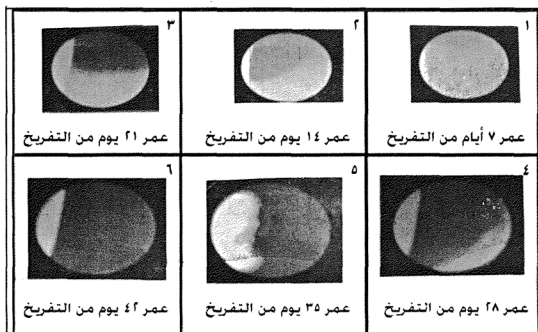 ١
عمر ٧ أيام من التفريخ
٢
عمر ١٤ يوم من التفريخ
٣
عمر ٢١ يوم من التفريخ
٤
عمر ٢٨ يوم من التفريخ
٥
عمر ٣٥ يوم من التفريخ
٦
عمر ٤٢ يوم من التفريخ